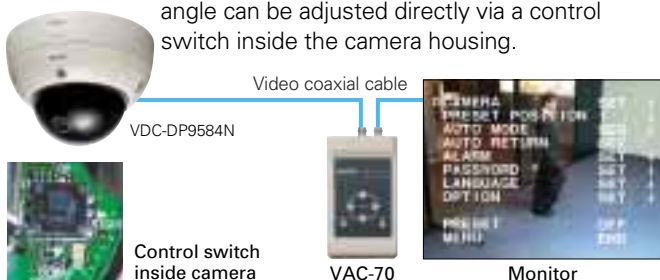 angle can be adjusted directly via a control
switch inside the camera housing.
Video coaxial cable
VDC-DP9584N
CAMERA SET
PRESET POSITION
AUTO MODE
AUTO RETURN
ALARM SET
PASSWORD SET
LANGUAGE SET
OPTION SET
PRESET OFF
MENU END
Control switch
inside camera
VAC-70
Monitor